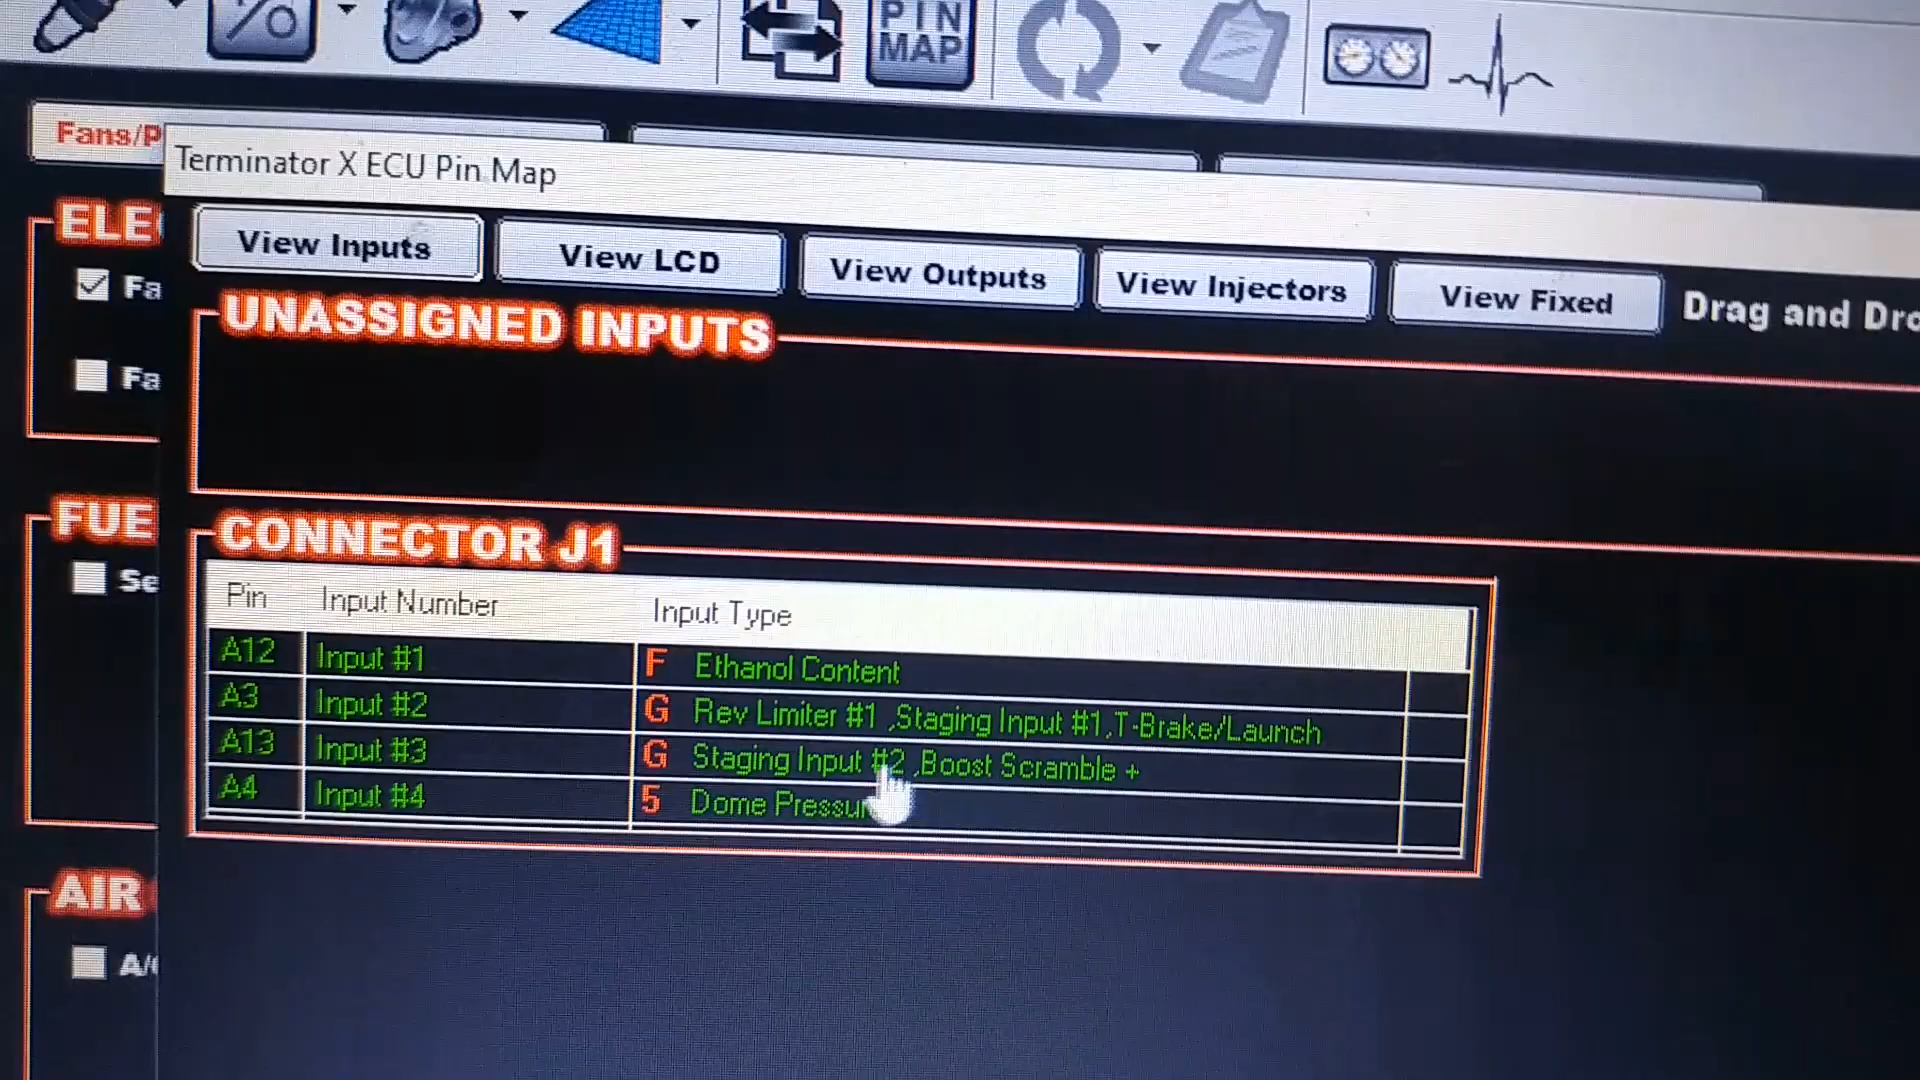 %
PIN
MAP
Fans/P
Terminator X ECU Pin Map
ELE
View Inputs
View LCD
View Outputs
View Injectors
View Fixed
Drag and Dro
Fa
UNASSIGNED INPUTS
Fa
FUE
CONNECTOR J1
Se
Pin Input Number Input Type
A12 Input #1 F Ethanol Content
A3 Input #2 G Rev Limiter #1 ,Staging Input #1,T-Brake/Launch
A13 Input #3 G Staging Input #2 ,Boost Scramble +
A4 Input #4 5 Dome Pressur
AIR
A/